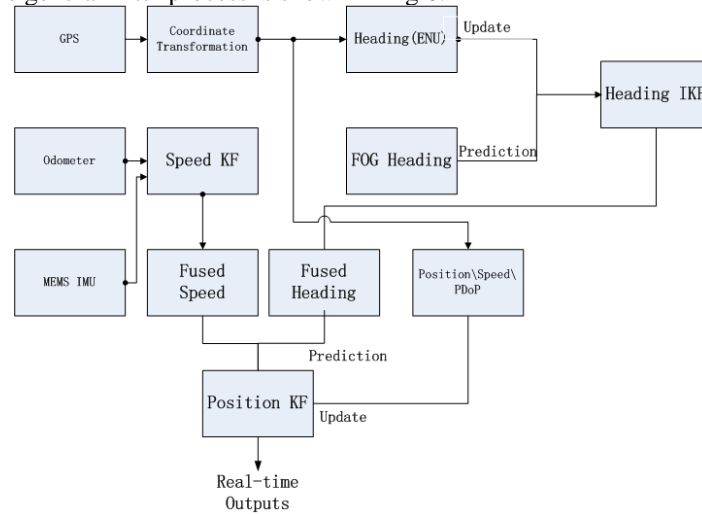 GPS
Coordinate
Transformation
Heading(ENU)
Update
Heading IKF
Odometer
Speed KF
FOG Heading
Prediction
MEMS IMU
Fused
Speed
Fused
Heading
Position\Speed\
PDoP
Prediction
Position KF
Update
Real-time
Outputs